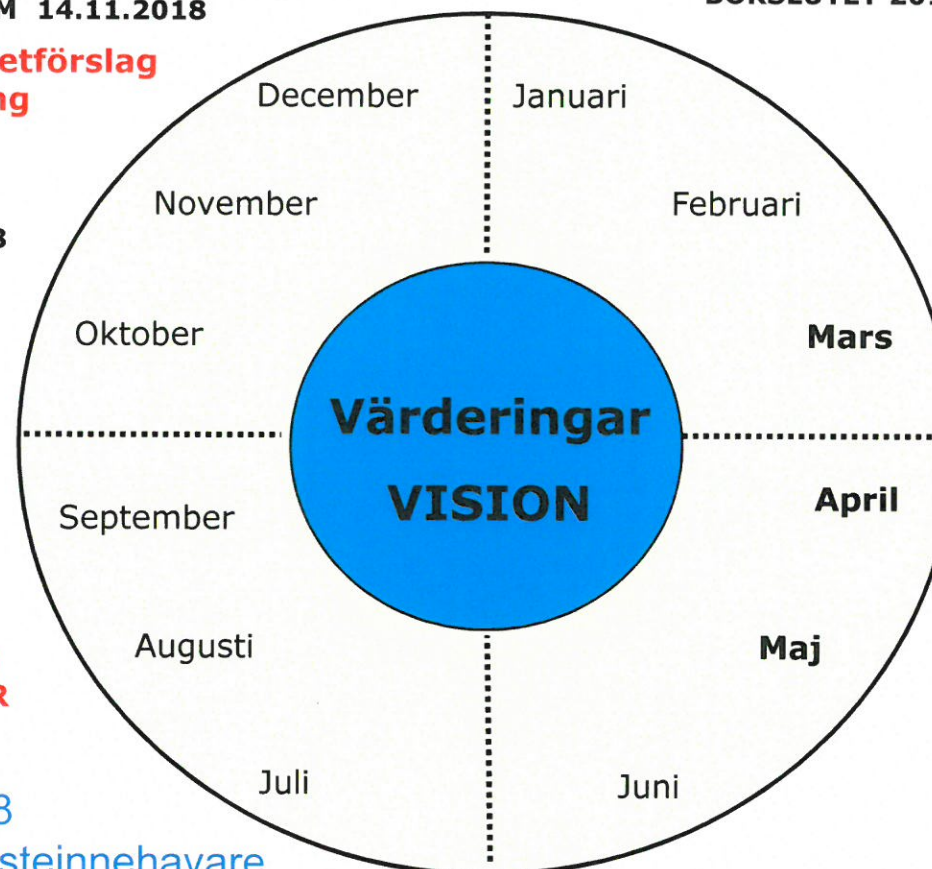 M 14.11.2018
etförslag
ng
December
Januari
November
Februari
Oktober
Mars
Värderingar
VISION
April
September
Maj
Augusti
R
Juli
Juni
steinnehavare